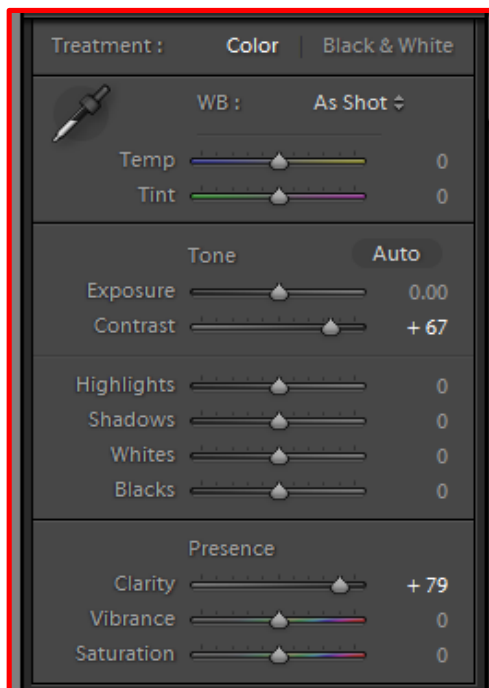 Treatment : Color | Black & White
WB : As Shot
Temp 0
Tint 0
Tone Auto
Exposure 0.00
Contrast + 67
Highlights 0
Shadows 0
Whites 0
Blacks 0
Presence
Clarity + 79
Vibrance 0
Saturation 0